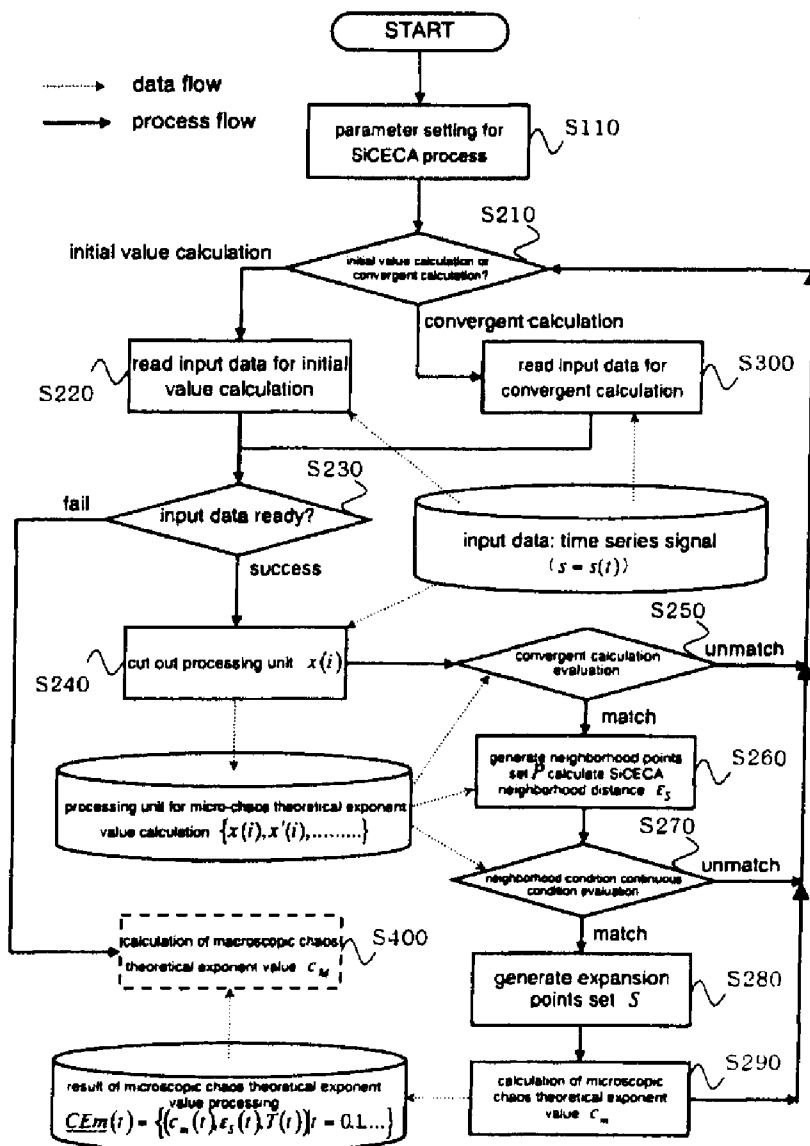 START
data flow
process flow
parameter setting for
SiCECA process
S110
S210
initial value calculation
initial value calculation or
convergent calculation?
convergent calculation
read input data for initial
value calculation
S220
read input data for
convergent calculation
S300
S230
fail
input data ready?
success
input data: time series signal
(s = s(t))
S240
cut out processing unit x(i)
S250
convergent calculation
evaluation
unmatch
match
generate neighborhood points
set P calculate SiCECA
neighborhood distance ε_S
S260
processing unit for micro-chaos theoretical exponent
value calculation {x(i), x'(i),.........}
S270
neighborhood condition continuous
condition evaluation
unmatch
match
calculation of macroscopic chaos
theoretical exponent value c_M
S400
generate expansion
points set S
S280
S290
result of microscopic chaos theoretical exponent
value processing
CEm(t) = {(c_m(t),ε_S(t),T(t))|t = 0.1...}
calculation of microscopic
chaos theoretical exponent
value c_m